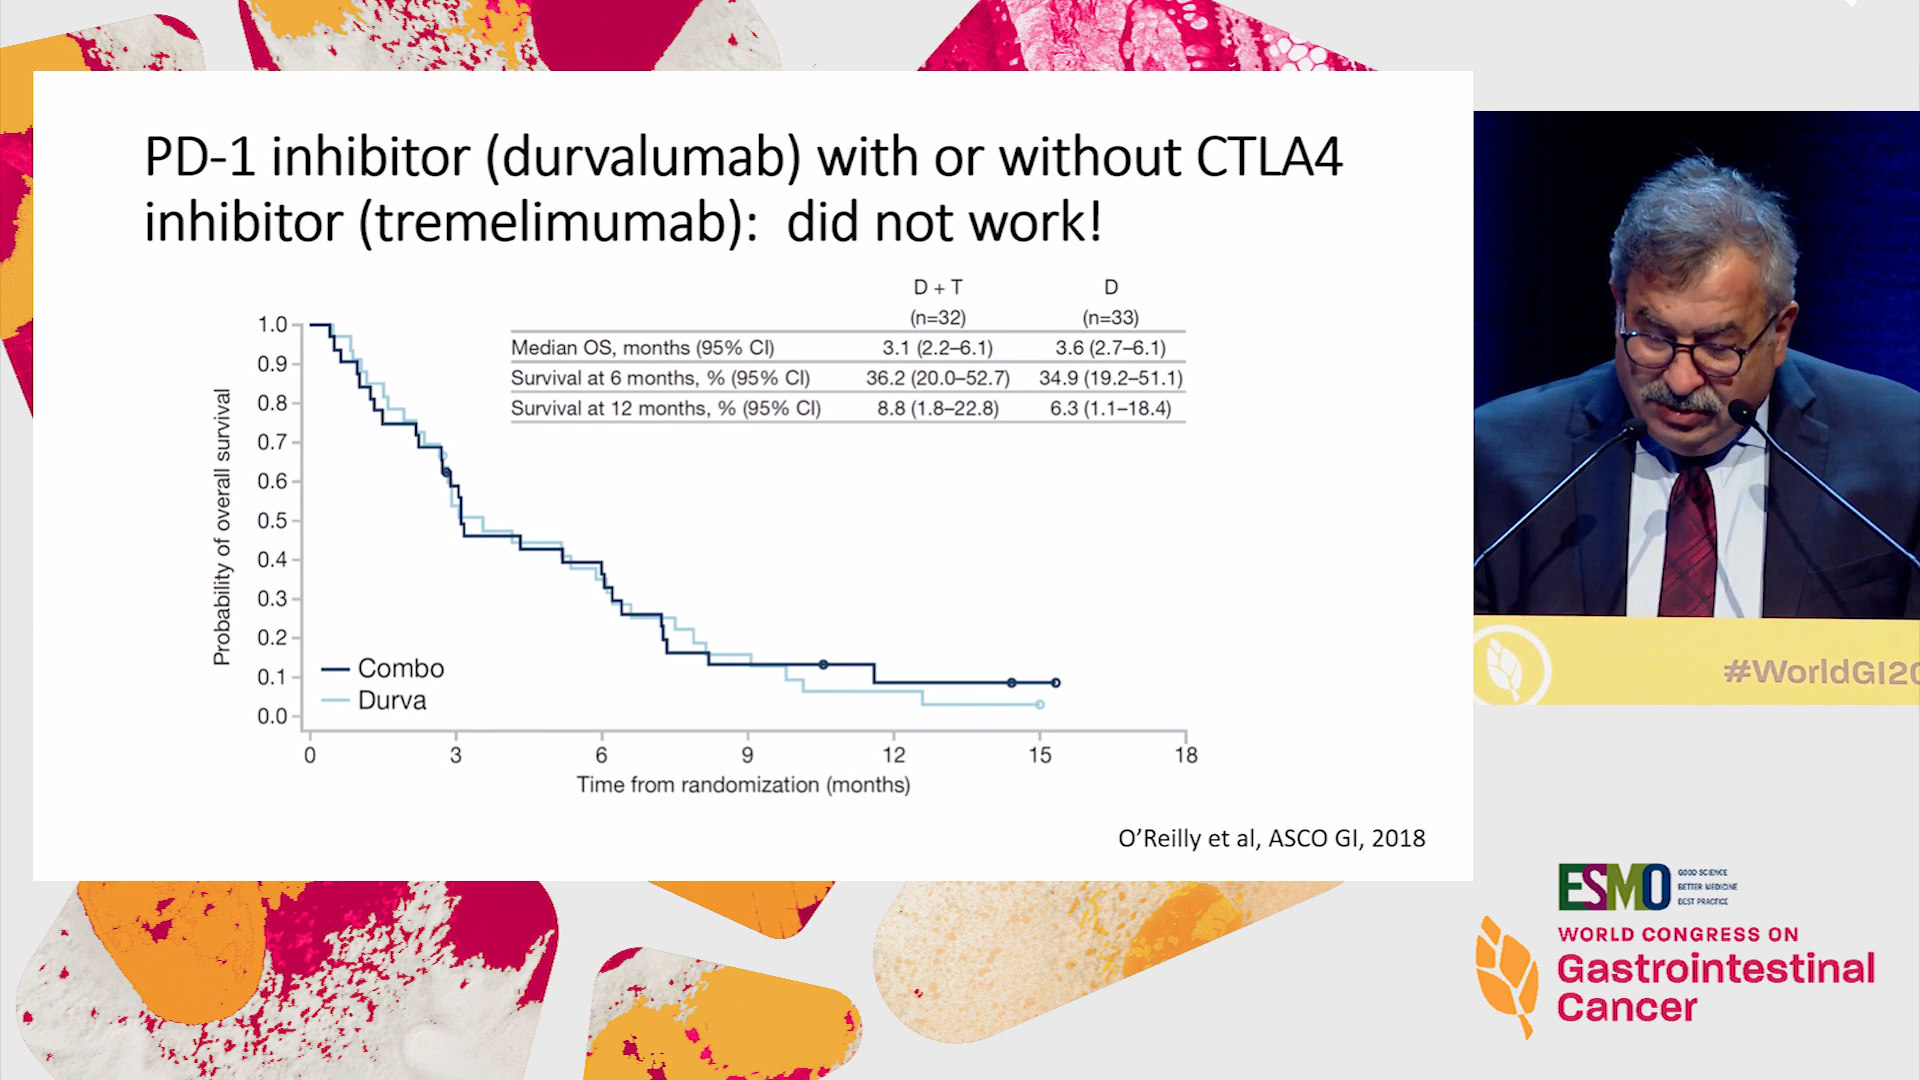 PD-1 inhibitor (durvalumab) with or without CTLA4
inhibitor (tremelimumab): did not work!
D + T D
(n=32) (n=33)
Median OS, months (95% CI) 3.1 (2.2–6.1) 3.6 (2.7–6.1)
Survival at 6 months, % (95% CI) 36.2 (20.0–52.7) 34.9 (19.2–51.1)
Survival at 12 months, % (95% CI) 8.8 (1.8–22.8) 6.3 (1.1–18.4)
Probability of overall survival
1.0
0.9
0.8
0.7
0.6
0.5
0.4
0.3
0.2
0.1
0.0
Combo
Durva
0 3 6 9 12 15 18
Time from randomization (months)
O’Reilly et al, ASCO GI, 2018
#WorldGI20
ESMO
GOOD SCIENCE
BETTER MEDICINE
BEST PRACTICE
WORLD CONGRESS ON
Gastrointestinal
Cancer